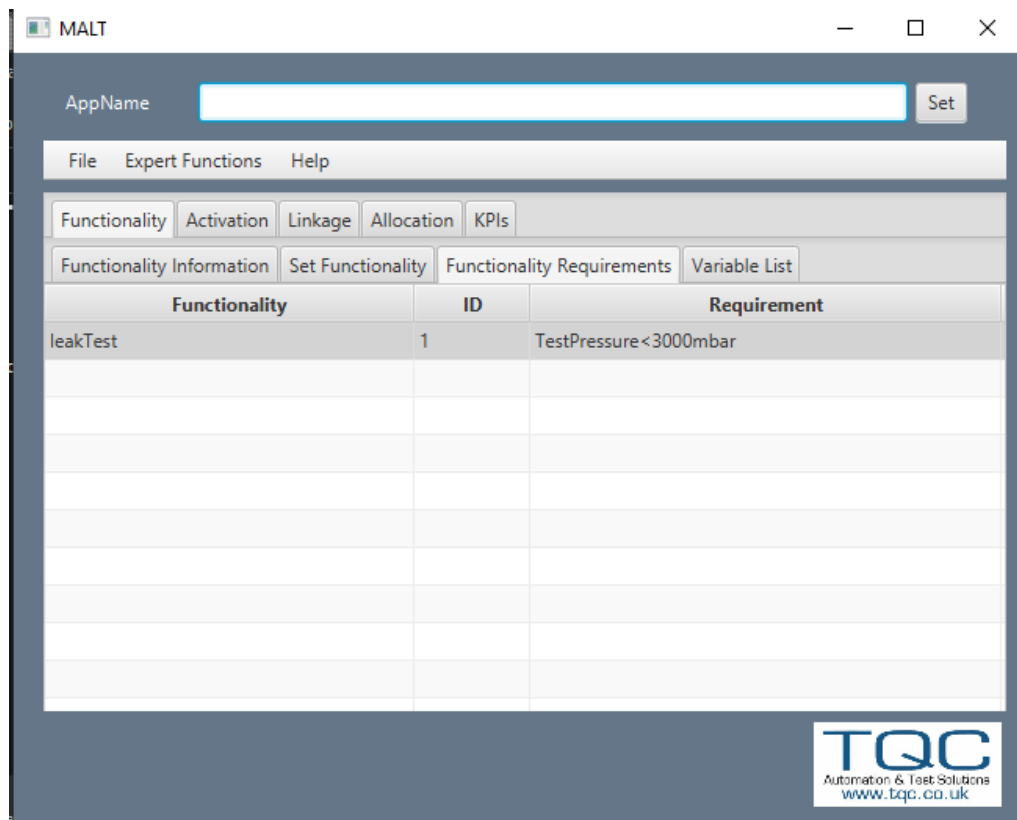 MALT
AppName Set
File Expert Functions Help
Functionality Activation Linkage Allocation KPIs
Functionality Information Set Functionality Functionality Requirements Variable List
Functionality ID Requirement
leakTest 1 TestPressure<3000mbar
TQC
Automation & Test Solutions
www.tqc.co.uk